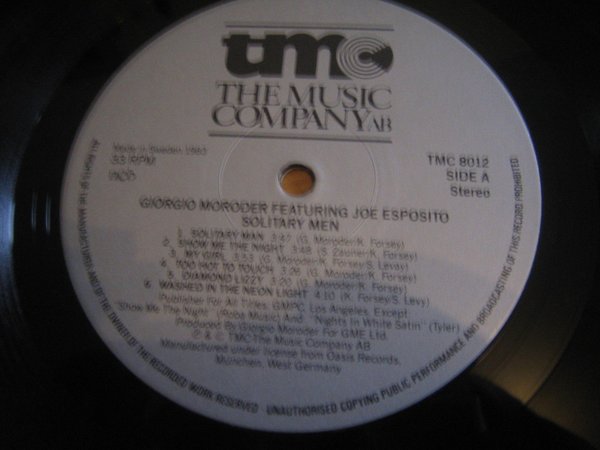 tmc
THE MUSIC
COMPANY AB
Made in Sweden 1983
33 RPM
ncb
TMC 8012
SIDE A
Stereo
GIORGIO MORODER FEATURING JOE ESPOSITO
SOLITARY MEN
1. SOLITARY MAN 3:47 (G. Moroder/K. Forsey)
2. SHOW ME THE NIGHT 3:48 (S. Zauner/K. Forsey)
3. MY GIRL 3:53 (G. Moroder/K. Forsey/S. Levay)
4. TOO HOT TO TOUCH 3:26 (G. Moroder/K. Forsey)
5. DIAMOND LIZZY 3:20 (G. Moroder/K. Forsey)
6. WASHED IN THE NEON LIGHT 4:10 (K. Forsey/S. Levy)
Publisher For All Titles: GMPC, Los Angeles, Except:
"Show Me The Night" (Roba Music) And "Nights In White Satin" (Tyler)
Produced By Giorgio Moroder For GME Ltd.
℗ & © TMC-The Music Company AB
Manufactured under license from Oasis Records,
München, West Germany
ALL RIGHTS OF THE MANUFACTURER AND OF THE OWNER OF THE RECORDED WORK RESERVED · UNAUTHORISED COPYING PUBLIC PERFORMANCE AND BROADCASTING OF THIS RECORD PROHIBITED